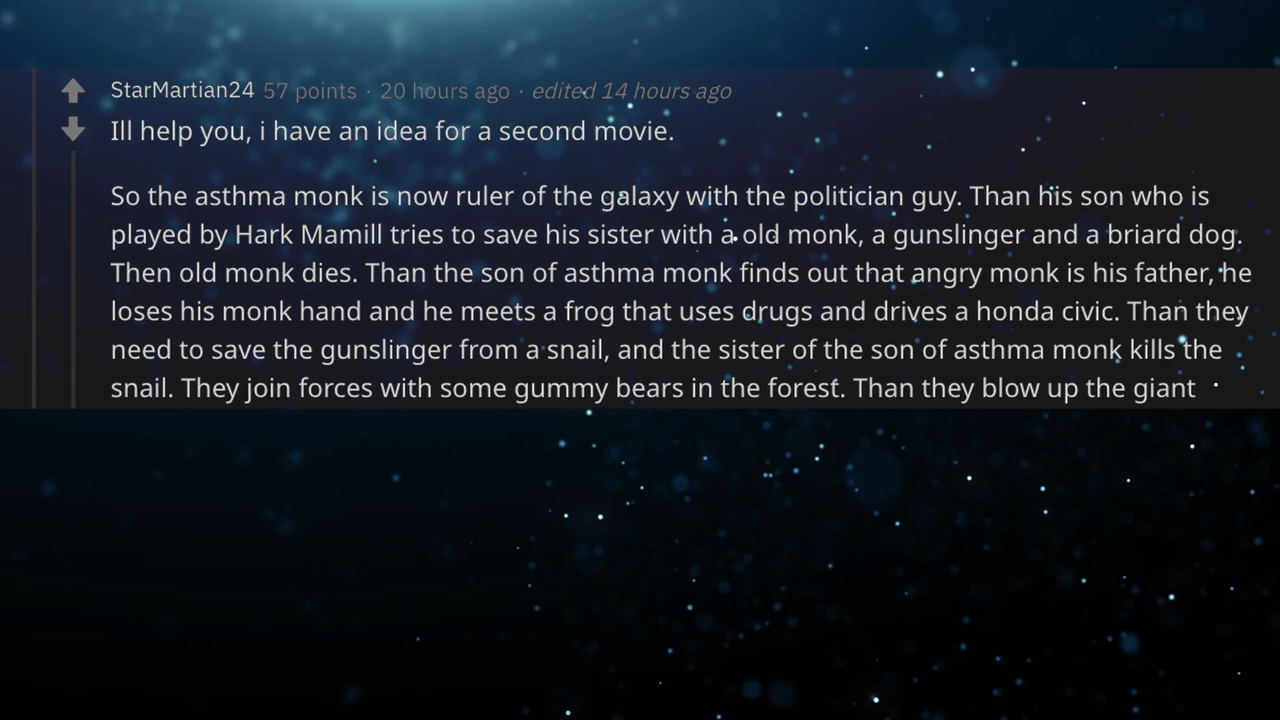 StarMartian24 57 points · 20 hours ago · edited 14 hours ago
Ill help you, i have an idea for a second movie.
So the asthma monk is now ruler of the galaxy with the politician guy. Than his son who is
played by Hark Mamill tries to save his sister with a old monk, a gunslinger and a briard dog.
Then old monk dies. Than the son of asthma monk finds out that angry monk is his father, he
loses his monk hand and he meets a frog that uses drugs and drives a honda civic. Than they
need to save the gunslinger from a snail, and the sister of the son of asthma monk kills the
snail. They join forces with some gummy bears in the forest. Than they blow up the giant